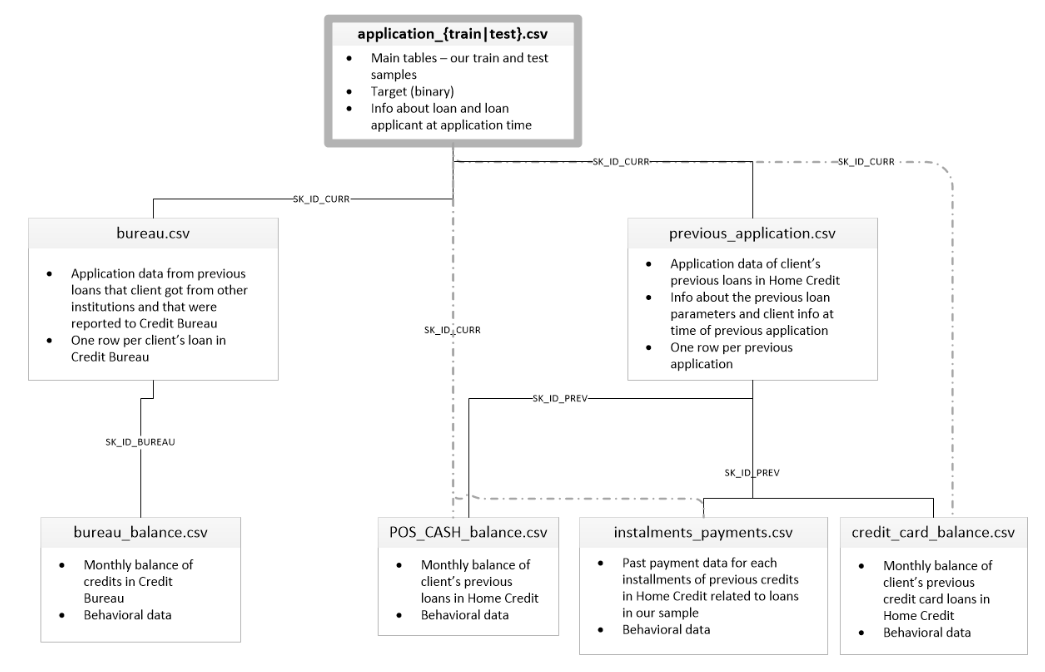 application_{train|test}.csv
• Main tables – our train and test
samples
• Target (binary)
• Info about loan and loan
applicant at application time
SK_ID_CURR
SK_ID_CURR
SK_ID_CURR
bureau.csv
• Application data from previous
loans that client got from other
institutions and that were
reported to Credit Bureau
• One row per client's loan in
Credit Bureau
previous_application.csv
• Application data of client's
previous loans in Home Credit
• Info about the previous loan
parameters and client info at
time of previous application
• One row per previous
application
SK_ID_CURR
SK_ID_PREV
SK_ID_BUREAU
SK_ID_PREV
bureau_balance.csv
• Monthly balance of
credits in Credit
Bureau
• Behavioral data
POS_CASH_balance.csv
• Monthly balance of
client's previous
loans in Home Credit
• Behavioral data
instalments_payments.csv
• Past payment data for each
installments of previous credits
in Home Credit related to loans
in our sample
• Behavioral data
credit_card_balance.csv
• Monthly balance of
client's previous
credit card loans in
Home Credit
• Behavioral data